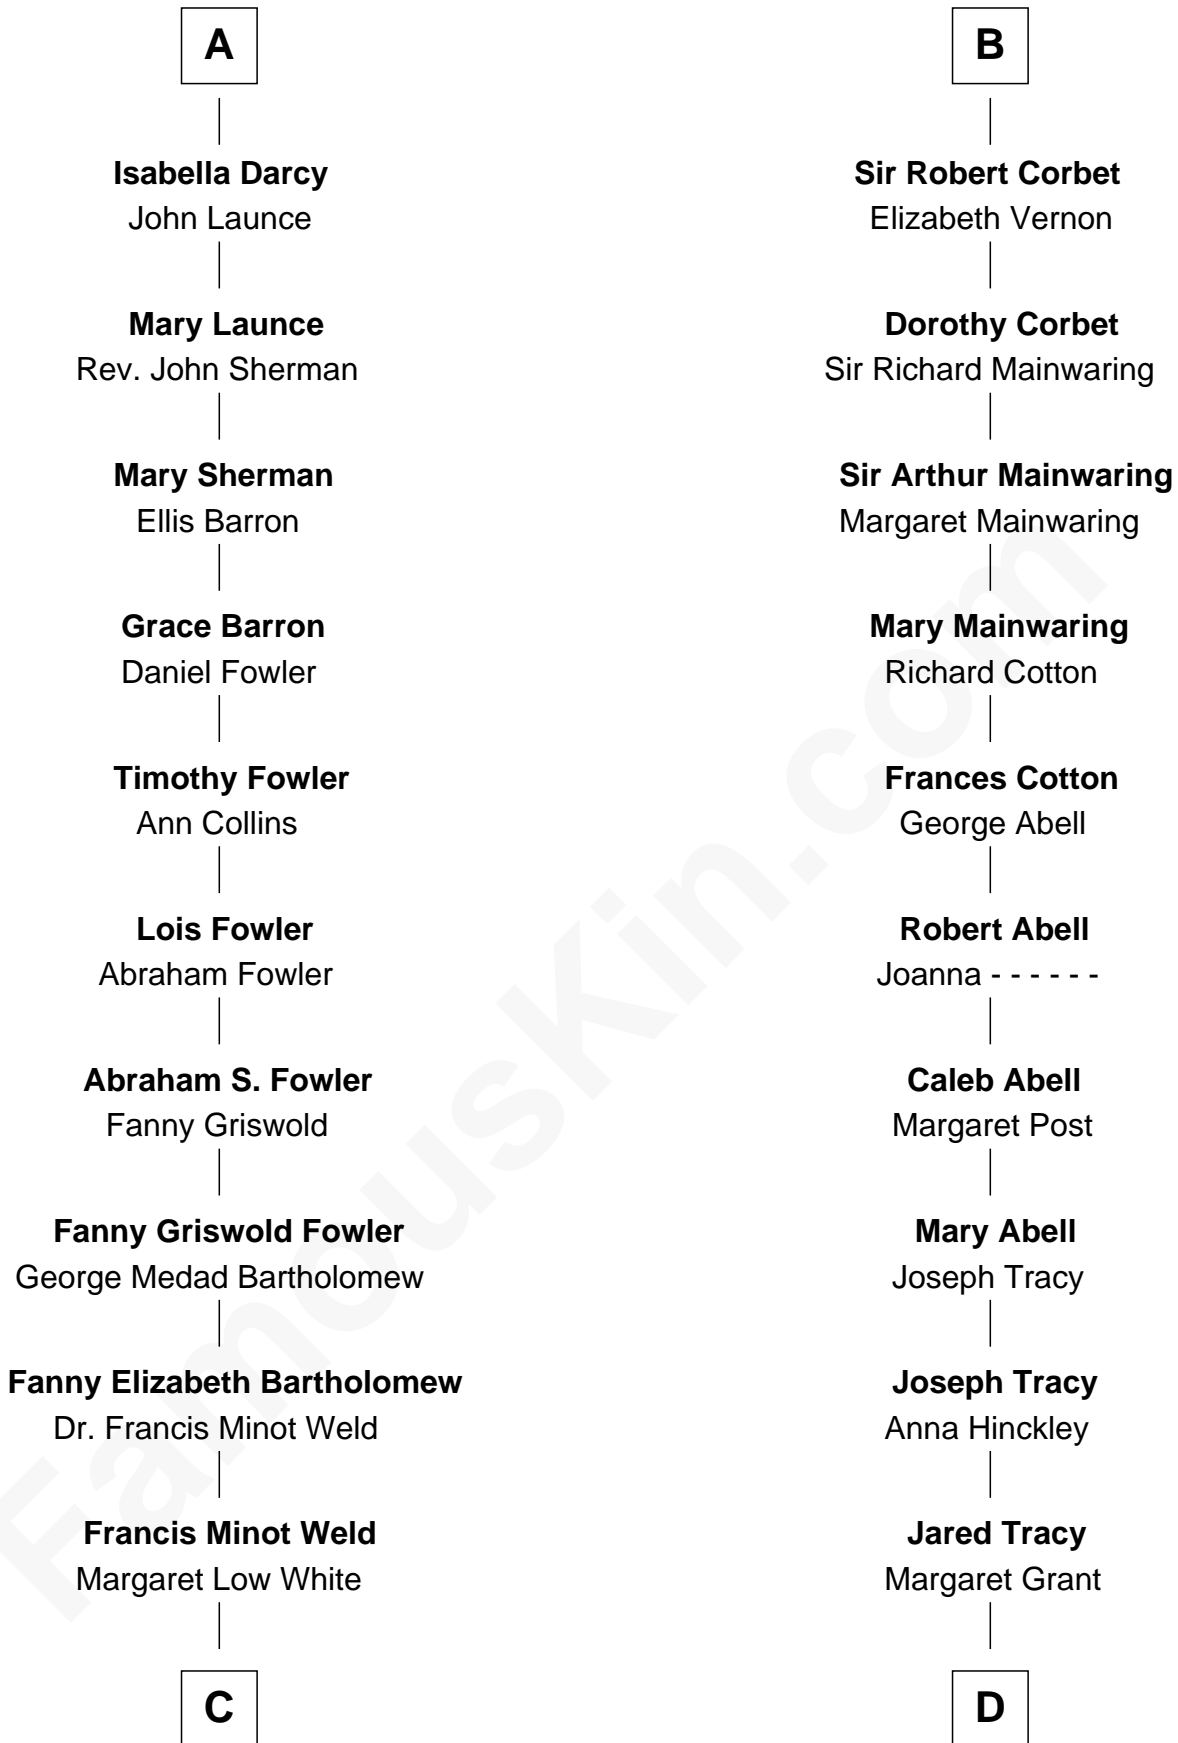 A
Isabella Darcy
John Launce
Mary Launce
Rev. John Sherman
Mary Sherman
Ellis Barron
Grace Barron
Daniel Fowler
Timothy Fowler
Ann Collins
Lois Fowler
Abraham Fowler
Abraham S. Fowler
Fanny Griswold
Fanny Griswold Fowler
George Medad Bartholomew
Fanny Elizabeth Bartholomew
Dr. Francis Minot Weld
Francis Minot Weld
Margaret Low White
C
B
Sir Robert Corbet
Elizabeth Vernon
Dorothy Corbet
Sir Richard Mainwaring
Sir Arthur Mainwaring
Margaret Mainwaring
Mary Mainwaring
Richard Cotton
Frances Cotton
George Abell
Robert Abell
Joanna - - - - - -
Caleb Abell
Margaret Post
Mary Abell
Joseph Tracy
Joseph Tracy
Anna Hinckley
Jared Tracy
Margaret Grant
D
FamousKin.com